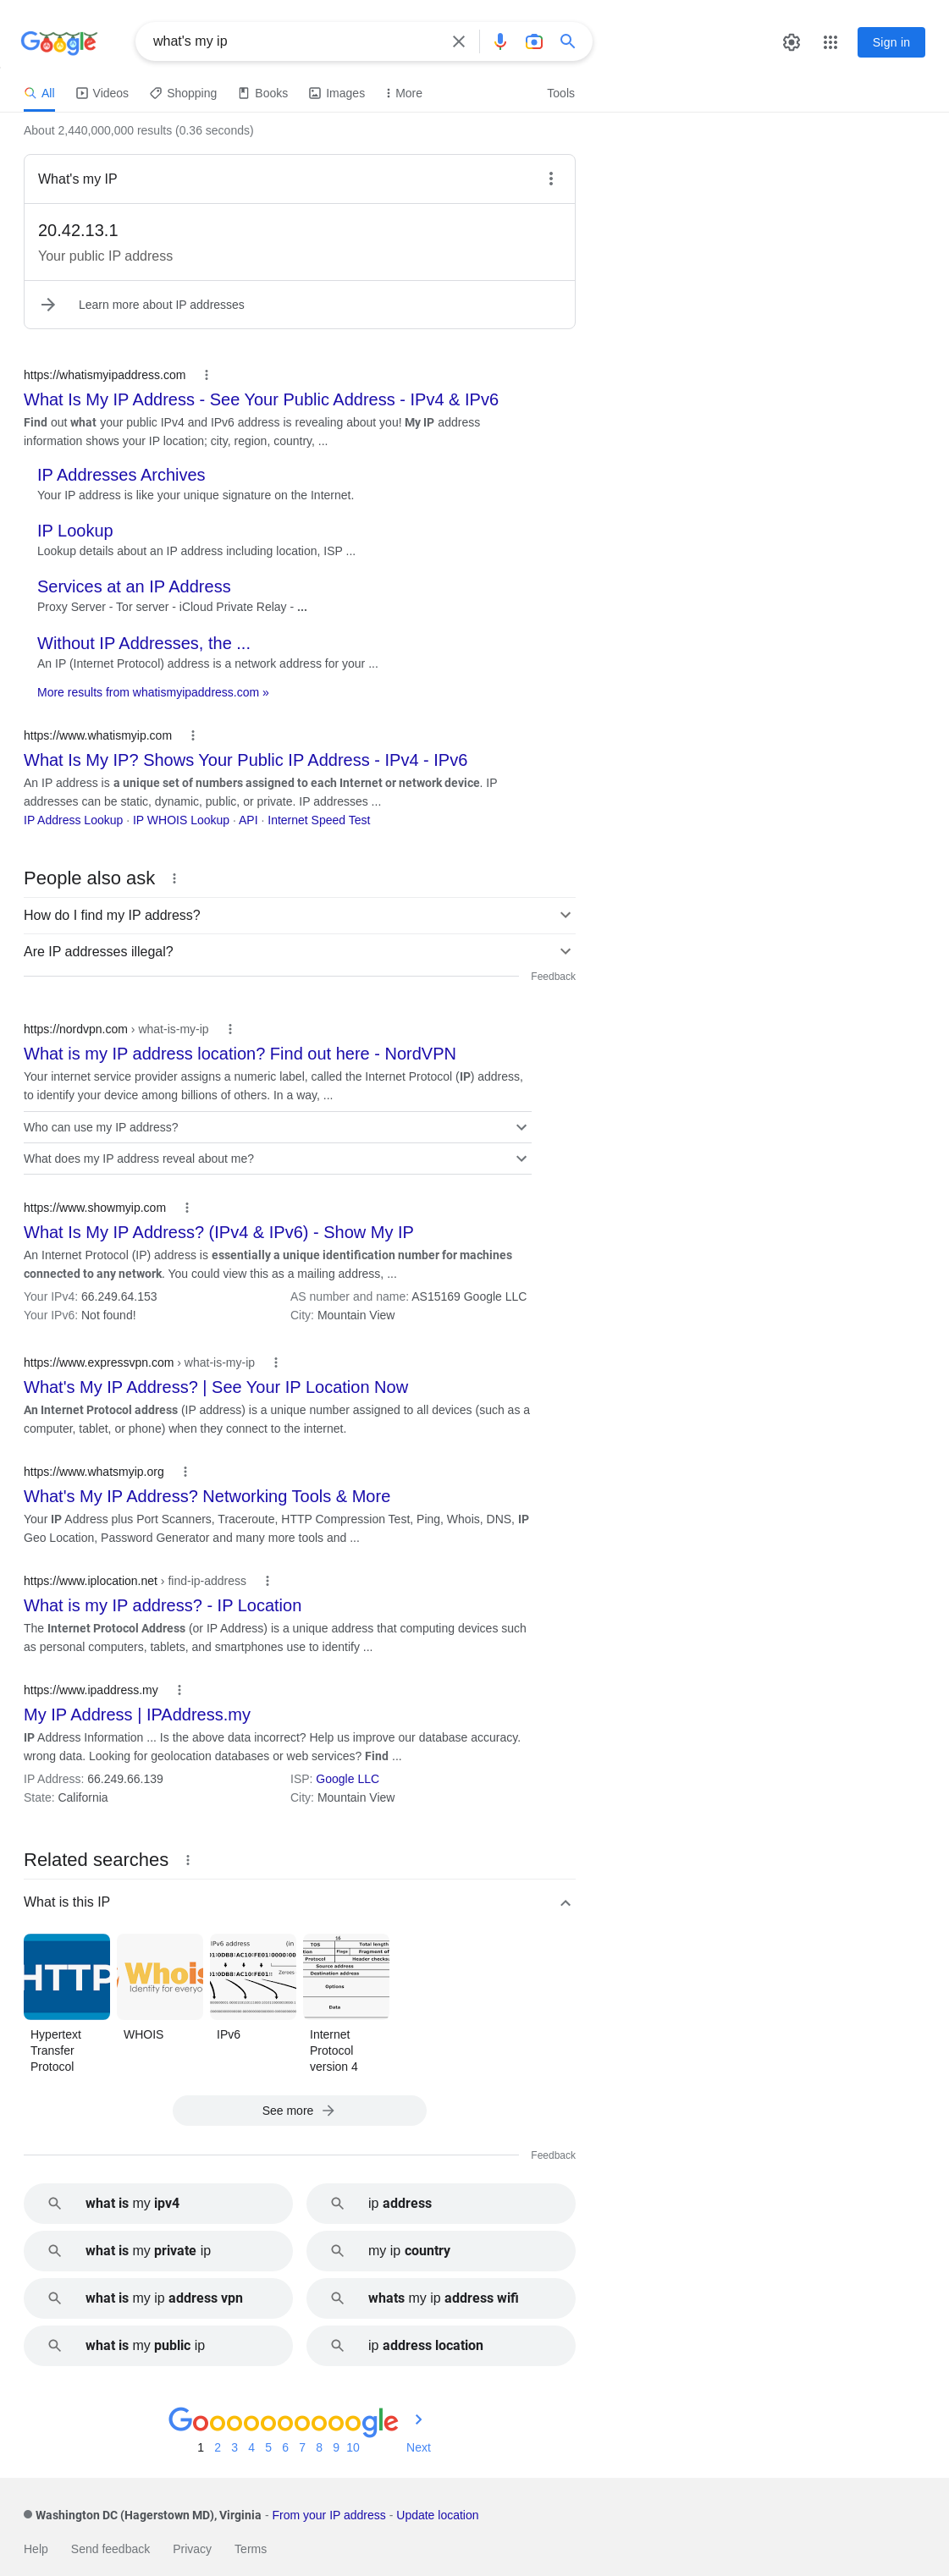 Google
what's my ip
Sign in
All
Videos
Shopping
Books
Images
More
Tools
About 2,440,000,000 results (0.36 seconds)
What's my IP
20.42.13.1
Your public IP address
Learn more about IP addresses
https://whatismyipaddress.com
What Is My IP Address - See Your Public Address - IPv4 & IPv6
Find out what your public IPv4 and IPv6 address is revealing about you! My IP address
information shows your IP location; city, region, country, ...
IP Addresses Archives
Your IP address is like your unique signature on the Internet.
IP Lookup
Lookup details about an IP address including location, ISP ...
Services at an IP Address
Proxy Server - Tor server - iCloud Private Relay - ...
Without IP Addresses, the ...
An IP (Internet Protocol) address is a network address for your ...
More results from whatismyipaddress.com »
https://www.whatismyip.com
What Is My IP? Shows Your Public IP Address - IPv4 - IPv6
An IP address is a unique set of numbers assigned to each Internet or network device. IP
addresses can be static, dynamic, public, or private. IP addresses ...
IP Address Lookup · IP WHOIS Lookup · API · Internet Speed Test
People also ask
How do I find my IP address?
Are IP addresses illegal?
Feedback
https://nordvpn.com › what-is-my-ip
What is my IP address location? Find out here - NordVPN
Your internet service provider assigns a numeric label, called the Internet Protocol (IP) address,
to identify your device among billions of others. In a way, ...
Who can use my IP address?
What does my IP address reveal about me?
https://www.showmyip.com
What Is My IP Address? (IPv4 & IPv6) - Show My IP
An Internet Protocol (IP) address is essentially a unique identification number for machines
connected to any network. You could view this as a mailing address, ...
Your IPv4: 66.249.64.153
AS number and name: AS15169 Google LLC
Your IPv6: Not found!
City: Mountain View
https://www.expressvpn.com › what-is-my-ip
What's My IP Address? | See Your IP Location Now
An Internet Protocol address (IP address) is a unique number assigned to all devices (such as a
computer, tablet, or phone) when they connect to the internet.
https://www.whatsmyip.org
What's My IP Address? Networking Tools & More
Your IP Address plus Port Scanners, Traceroute, HTTP Compression Test, Ping, Whois, DNS, IP
Geo Location, Password Generator and many more tools and ...
https://www.iplocation.net › find-ip-address
What is my IP address? - IP Location
The Internet Protocol Address (or IP Address) is a unique address that computing devices such
as personal computers, tablets, and smartphones use to identify ...
https://www.ipaddress.my
My IP Address | IPAddress.my
IP Address Information ... Is the above data incorrect? Help us improve our database accuracy.
wrong data. Looking for geolocation databases or web services? Find ...
IP Address: 66.249.66.139
ISP: Google LLC
State: California
City: Mountain View
Related searches
What is this IP
HTTP
Whois
Identity for everyo
IPv6 address (in
Zeroes
16
TOS
Total length
Flags
Fragment of
Protocol
Header checksu
Source address
Destination address
Options
Data
Hypertext
Transfer
Protocol
WHOIS
IPv6
Internet
Protocol
version 4
See more
Feedback
what is my ipv4
ip address
what is my private ip
my ip country
what is my ip address vpn
whats my ip address wifi
what is my public ip
ip address location
Goooooooooogle
1 2 3 4 5 6 7 8 9 10 Next
Washington DC (Hagerstown MD), Virginia - From your IP address - Update location
Help
Send feedback
Privacy
Terms